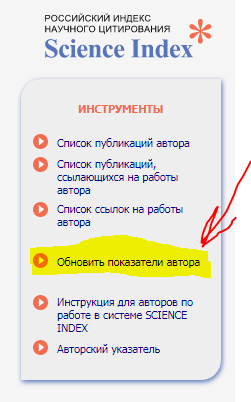 РОССИЙСКИЙ ИНДЕКС
НАУЧНОГО ЦИТИРОВАНИЯ
Science Index
ИНСТРУМЕНТЫ
Список публикаций автора
Список публикаций,
ссылающихся на работы
автора
Список ссылок на работы
автора
Обновить показатели автора
Инструкция для авторов по
работе в системе SCIENCE
INDEX
Авторский указатель